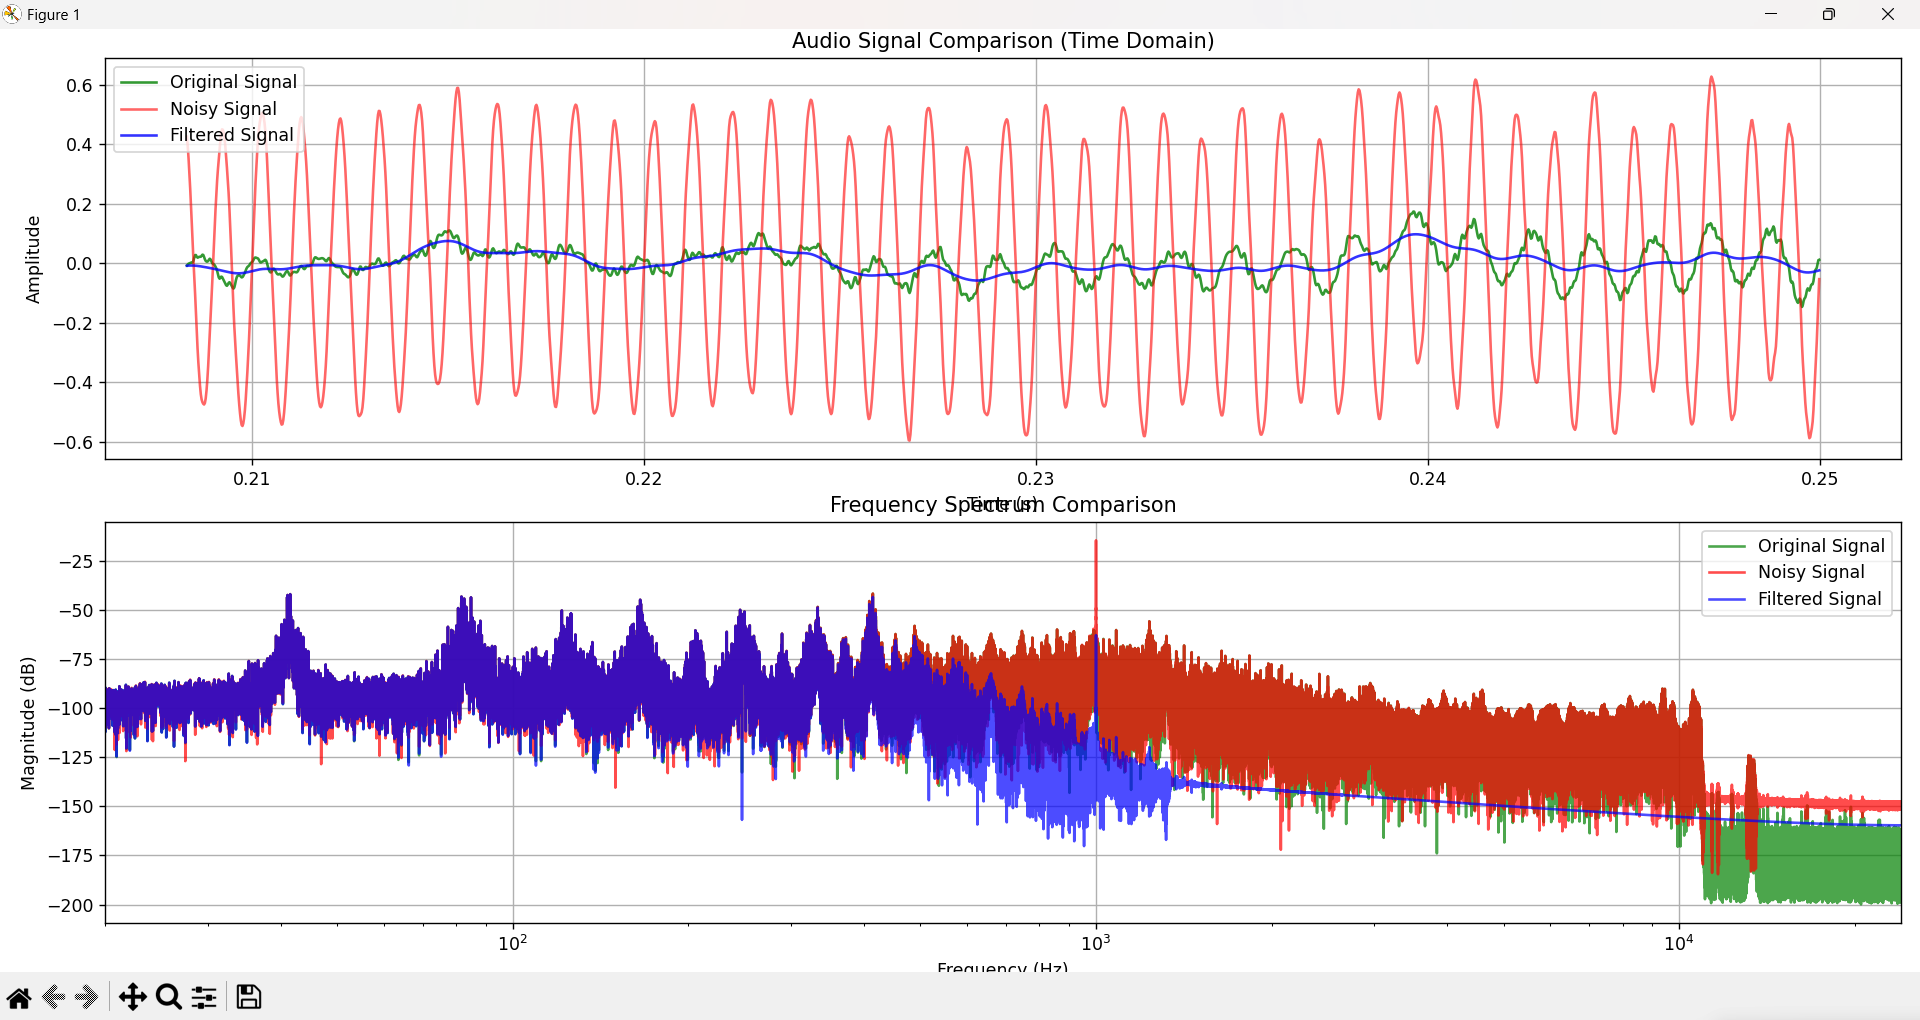 Figure 1
Audio Signal Comparison (Time Domain)
Original Signal
Noisy Signal
Filtered Signal
Amplitude
0.6
0.4
0.2
0.0
−0.2
−0.4
−0.6
0.21 0.22 0.23 0.24 0.25
Time (s)
Frequency Spectrum Comparison
Original Signal
Noisy Signal
Filtered Signal
Magnitude (dB)
−25
−50
−75
−100
−125
−150
−175
−200
10² 10³ 10⁴
Frequency (Hz)